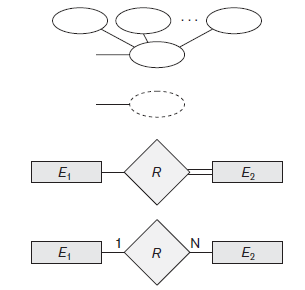 ...
E₁ R E₂
E₁ 1 R N E₂